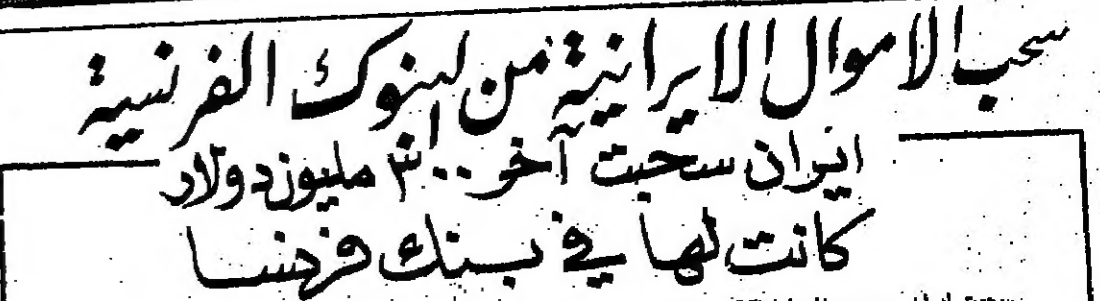 سحب الاموال الايرانية من البنوك الفرنسية
ايران سحبت آخر ٣٠٠ مليون دولار
كانت لها في بنك فرنسا